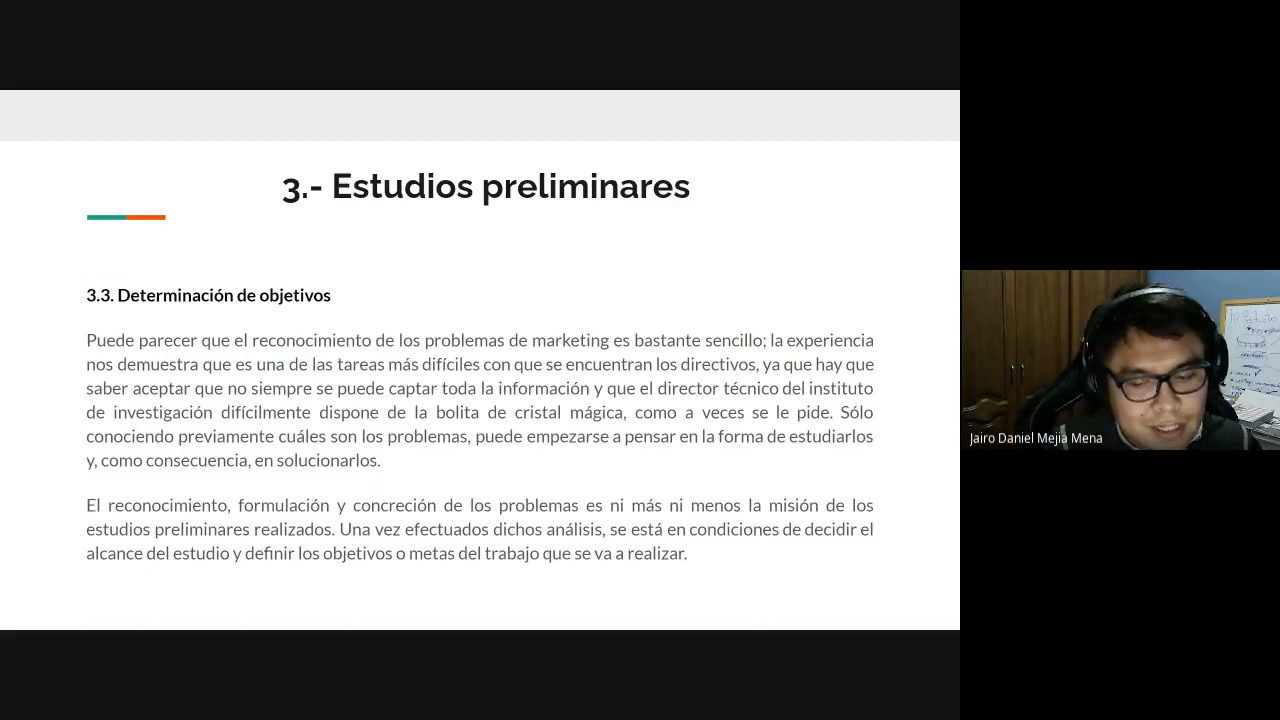 3.- Estudios preliminares
3.3. Determinación de objetivos
Puede parecer que el reconocimiento de los problemas de marketing es bastante sencillo; la experiencia
nos demuestra que es una de las tareas más difíciles con que se encuentran los directivos, ya que hay que
saber aceptar que no siempre se puede captar toda la información y que el director técnico del instituto
de investigación difícilmente dispone de la bolita de cristal mágica, como a veces se le pide. Sólo
conociendo previamente cuáles son los problemas, puede empezarse a pensar en la forma de estudiarlos
y, como consecuencia, en solucionarlos.
El reconocimiento, formulación y concreción de los problemas es ni más ni menos la misión de los
estudios preliminares realizados. Una vez efectuados dichos análisis, se está en condiciones de decidir el
alcance del estudio y definir los objetivos o metas del trabajo que se va a realizar.
Jairo Daniel Mejia Mena